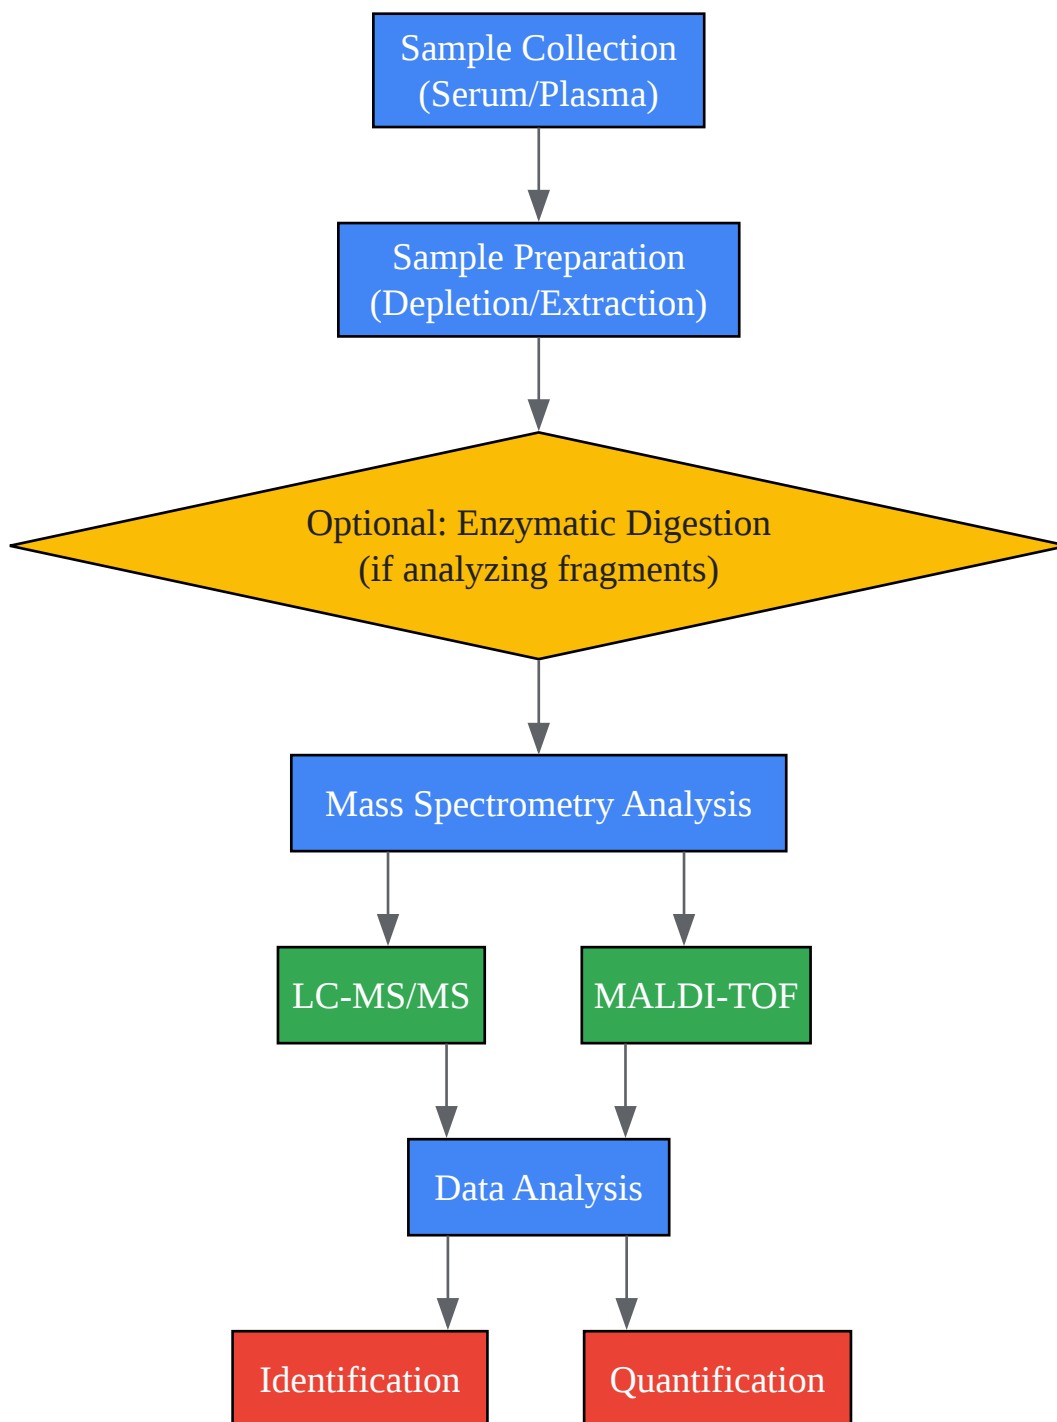 Sample Collection
(Serum/Plasma)
Sample Preparation
(Depletion/Extraction)
Optional: Enzymatic Digestion
(if analyzing fragments)
Mass Spectrometry Analysis
LC-MS/MS
MALDI-TOF
Data Analysis
Identification
Quantification